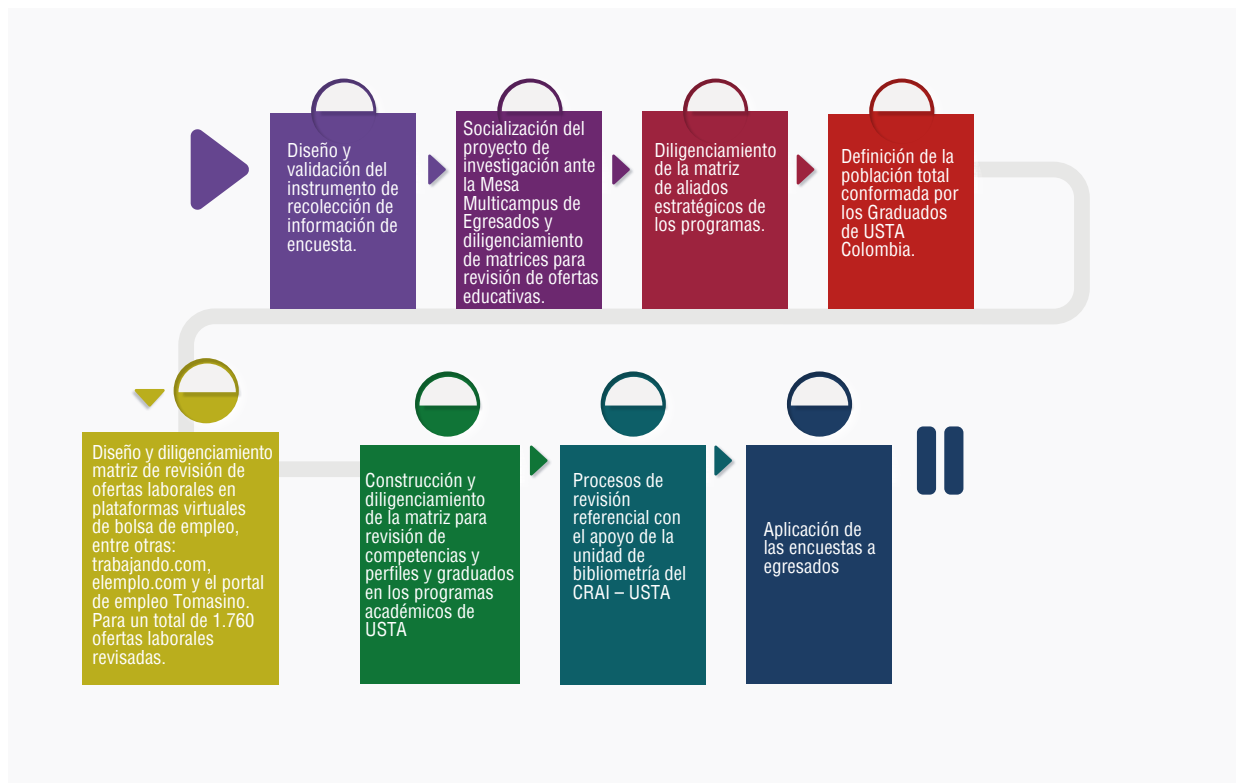 Diseño y
validación del
instrumento de
recolección de
información de
encuesta.
Socialización del
proyecto de
investigación ante
la Mesa
Multicampus de
Egresados y
diligenciamiento
de matrices para
revisión de ofertas
educativas.
Diligenciamiento
de la matriz
de aliados
estratégicos de
los programas.
Definición de la
población total
conformada por
los Graduados
de USTA
Colombia.
Diseño y diligenciamiento
matriz de revisión de
ofertas laborales en
plataformas virtuales
de bolsa de empleo,
entre otras:
trabajando.com,
elemplo.com y el portal
de empleo Tomasino.
Para un total de 1.760
ofertas laborales
revisadas.
Construcción y
diligenciamiento
de la matriz para
revisión de
competencias y
perfiles y graduados
en los programas
académicos de
USTA
Procesos de
revisión
referencial con
el apoyo de la
unidad de
bibliometría del
CRAI – USTA
Aplicación de
las encuestas a
egresados